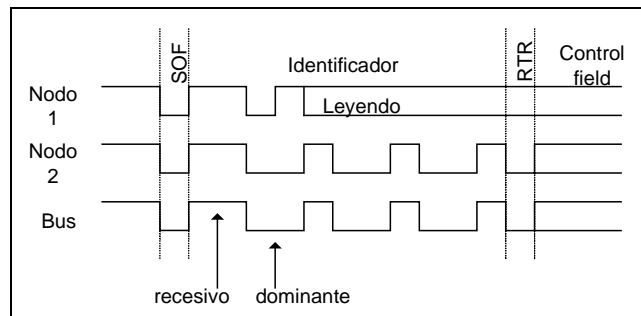 SOF
Identificador
RTR
Control
field
Nodo
1
Leyendo
Nodo
2
Bus
recesivo
dominante